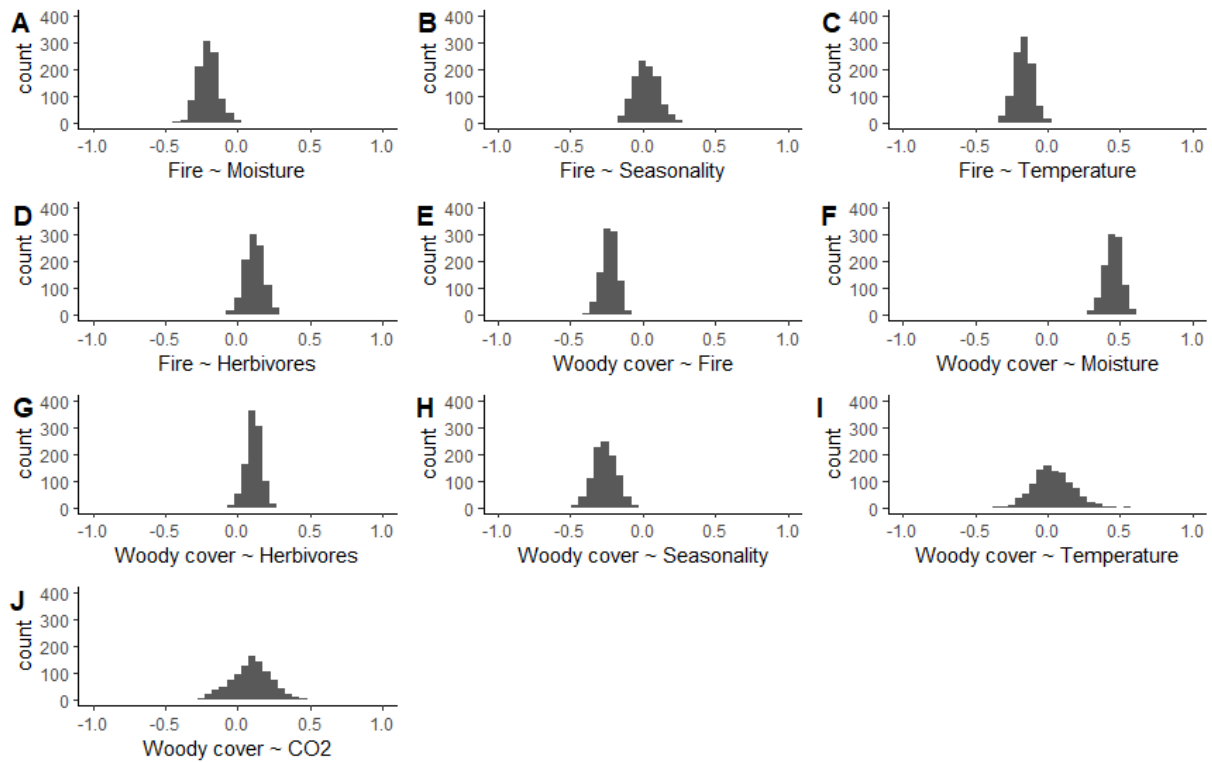 A
count
400
300
200
100
0
-1.0 -0.5 0.0 0.5 1.0
Fire ~ Moisture
B
count
400
300
200
100
0
-1.0 -0.5 0.0 0.5 1.0
Fire ~ Seasonality
C
count
400
300
200
100
0
-1.0 -0.5 0.0 0.5 1.0
Fire ~ Temperature
D
count
400
300
200
100
0
-1.0 -0.5 0.0 0.5 1.0
Fire ~ Herbivores
E
count
400
300
200
100
0
-1.0 -0.5 0.0 0.5 1.0
Woody cover ~ Fire
F
count
400
300
200
100
0
-1.0 -0.5 0.0 0.5 1.0
Woody cover ~ Moisture
G
count
400
300
200
100
0
-1.0 -0.5 0.0 0.5 1.0
Woody cover ~ Herbivores
H
count
400
300
200
100
0
-1.0 -0.5 0.0 0.5 1.0
Woody cover ~ Seasonality
I
count
400
300
200
100
0
-1.0 -0.5 0.0 0.5 1.0
Woody cover ~ Temperature
J
count
400
300
200
100
0
-1.0 -0.5 0.0 0.5 1.0
Woody cover ~ CO2